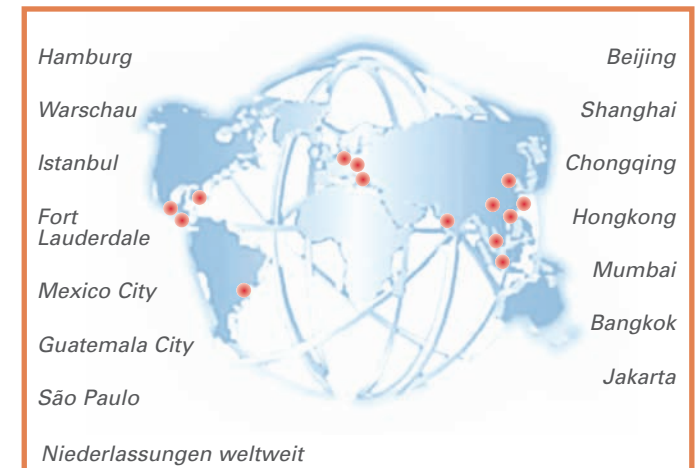 Hamburg
Warschau
Istanbul
Fort
Lauderdale
Mexico City
Guatemala City
São Paulo
Beijing
Shanghai
Chongqing
Hongkong
Mumbai
Bangkok
Jakarta
Niederlassungen weltweit